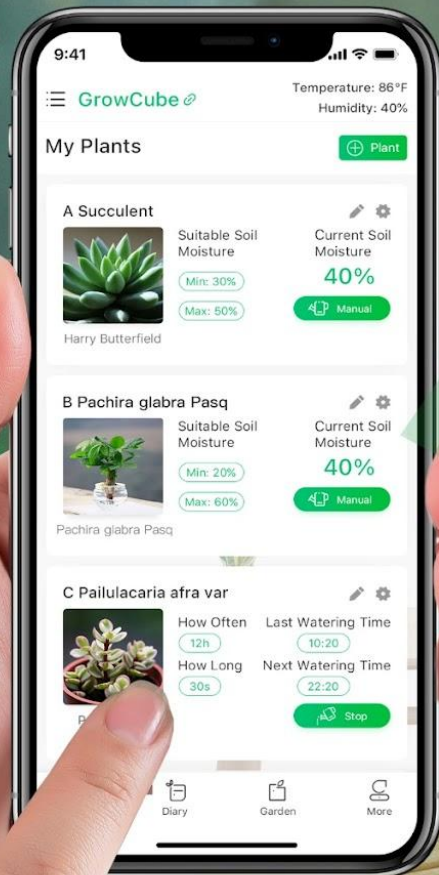 9:41
GrowCube
Temperature: 86°F
Humidity: 40%
My Plants
Plant
A Succulent
Suitable Soil
Moisture
Min: 30%
Max: 50%
Current Soil
Moisture
40%
Manual
Harry Butterfield
B Pachira glabra Pasq
Suitable Soil
Moisture
Min: 20%
Max: 60%
Current Soil
Moisture
40%
Manual
Pachira glabra Pasq
C Pailulacaria afra var
How Often
12h
How Long
30s
Last Watering Time
10:20
Next Watering Time
22:20
Stop
Diary
Garden
More